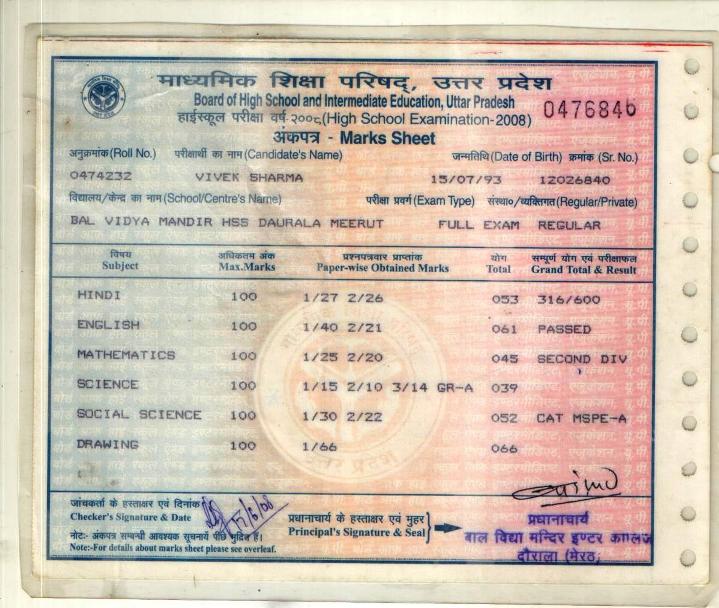 माध्यमिक शिक्षा परिषद्, उत्तर प्रदेश
Board of High School and Intermediate Education, Uttar Pradesh
0476846
हाईस्कूल परीक्षा वर्ष-२००८(High School Examination-2008)
अंकपत्र - Marks Sheet
अनुक्रमांक(Roll No.) परीक्षार्थी का नाम(Candidate's Name) जन्मतिथि(Date of Birth) क्रमांक (Sr. No.)
0474232 VIVEK SHARMA 15/07/93 12026840
विद्यालय/केन्द्र का नाम(School/Centre's Name) परीक्षा प्रवर्ग(Exam Type) संस्था०/व्यक्तिगत(Regular/Private)
BAL VIDYA MANDIR HSS DAURALA MEERUT FULL EXAM REGULAR
विषय अधिकतम अंक प्रश्नपत्रवार प्राप्तांक योग सम्पूर्ण योग एवं परीक्षाफल
Subject Max.Marks Paper-wise Obtained Marks Total Grand Total & Result
HINDI 100 1/27 2/26 053 316/600
ENGLISH 100 1/40 2/21 061 PASSED
MATHEMATICS 100 1/25 2/20 045 SECOND DIV
SCIENCE 100 1/15 2/10 3/14 GR-A 039
SOCIAL SCIENCE 100 1/30 2/22 052 CAT MSPE-A
DRAWING 100 1/66 066
जांचकर्ता के हस्ताक्षर एवं दिनांक
Checker's Signature & Date
प्रधानाचार्य के हस्ताक्षर एवं मुहर
Principal's Signature & Seal
नोट:- अंकपत्र सम्बन्धी आवश्यक सूचनायें पीछे मुद्रित हैं।
Note:-For details about marks sheet please see overleaf.
प्रधानाचार्य
बाल विद्या मन्दिर इण्टर कालिज
दौराला (मेरठ)